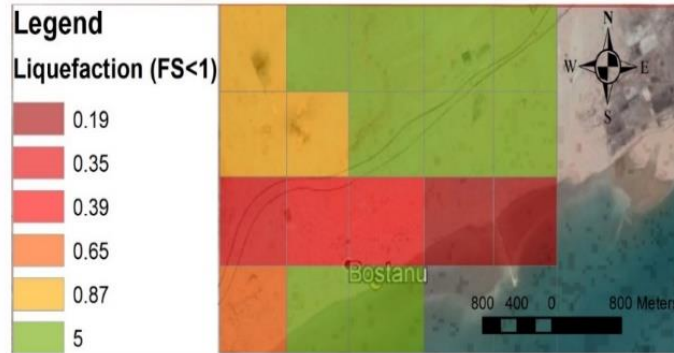 Legend
Liquefaction (FS<1)
0.19
0.35
0.39
0.65
0.87
5
N
W E
S
Bostanu
800 400 0 800 Meters